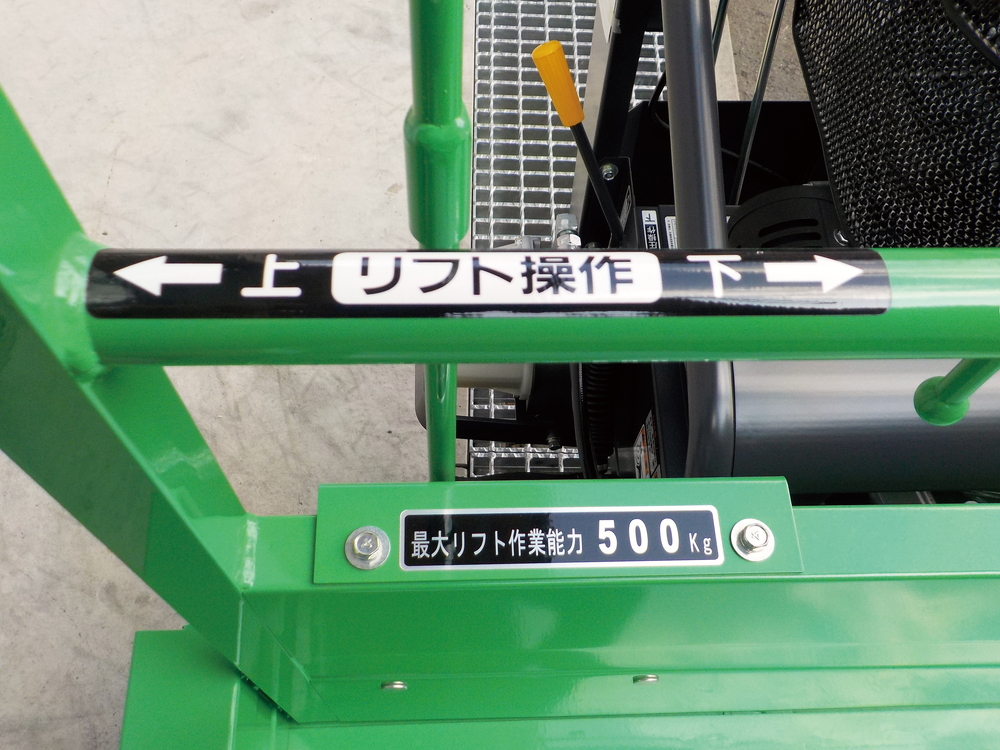 ← 上 リフト操作 下 →
最大リフト作業能力 500Kg